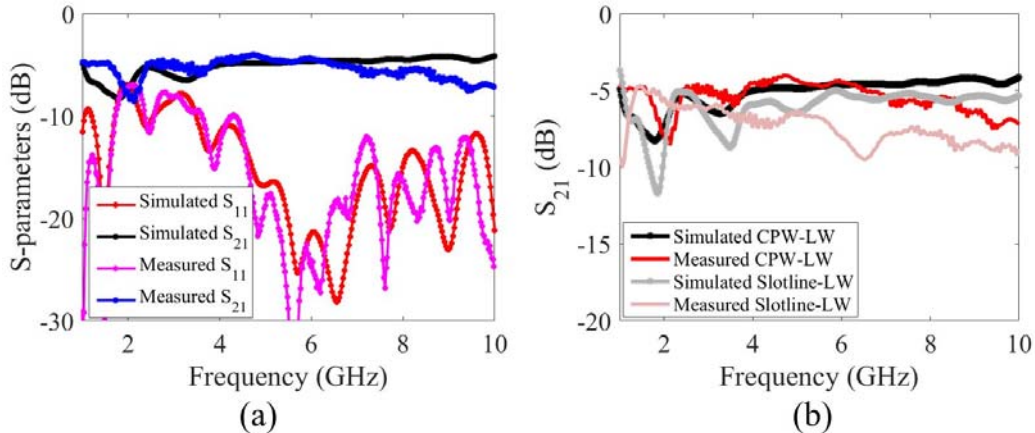 0
-10
-20
-30
S-parameters (dB)
Simulated S11
Simulated S21
Measured S11
Measured S21
2 4 6 8 10
Frequency (GHz)
(a)
0
-5
-10
-15
-20
S21 (dB)
Simulated CPW-LW
Measured CPW-LW
Simulated Slotline-LW
Measured Slotline-LW
2 4 6 8 10
Frequency (GHz)
(b)